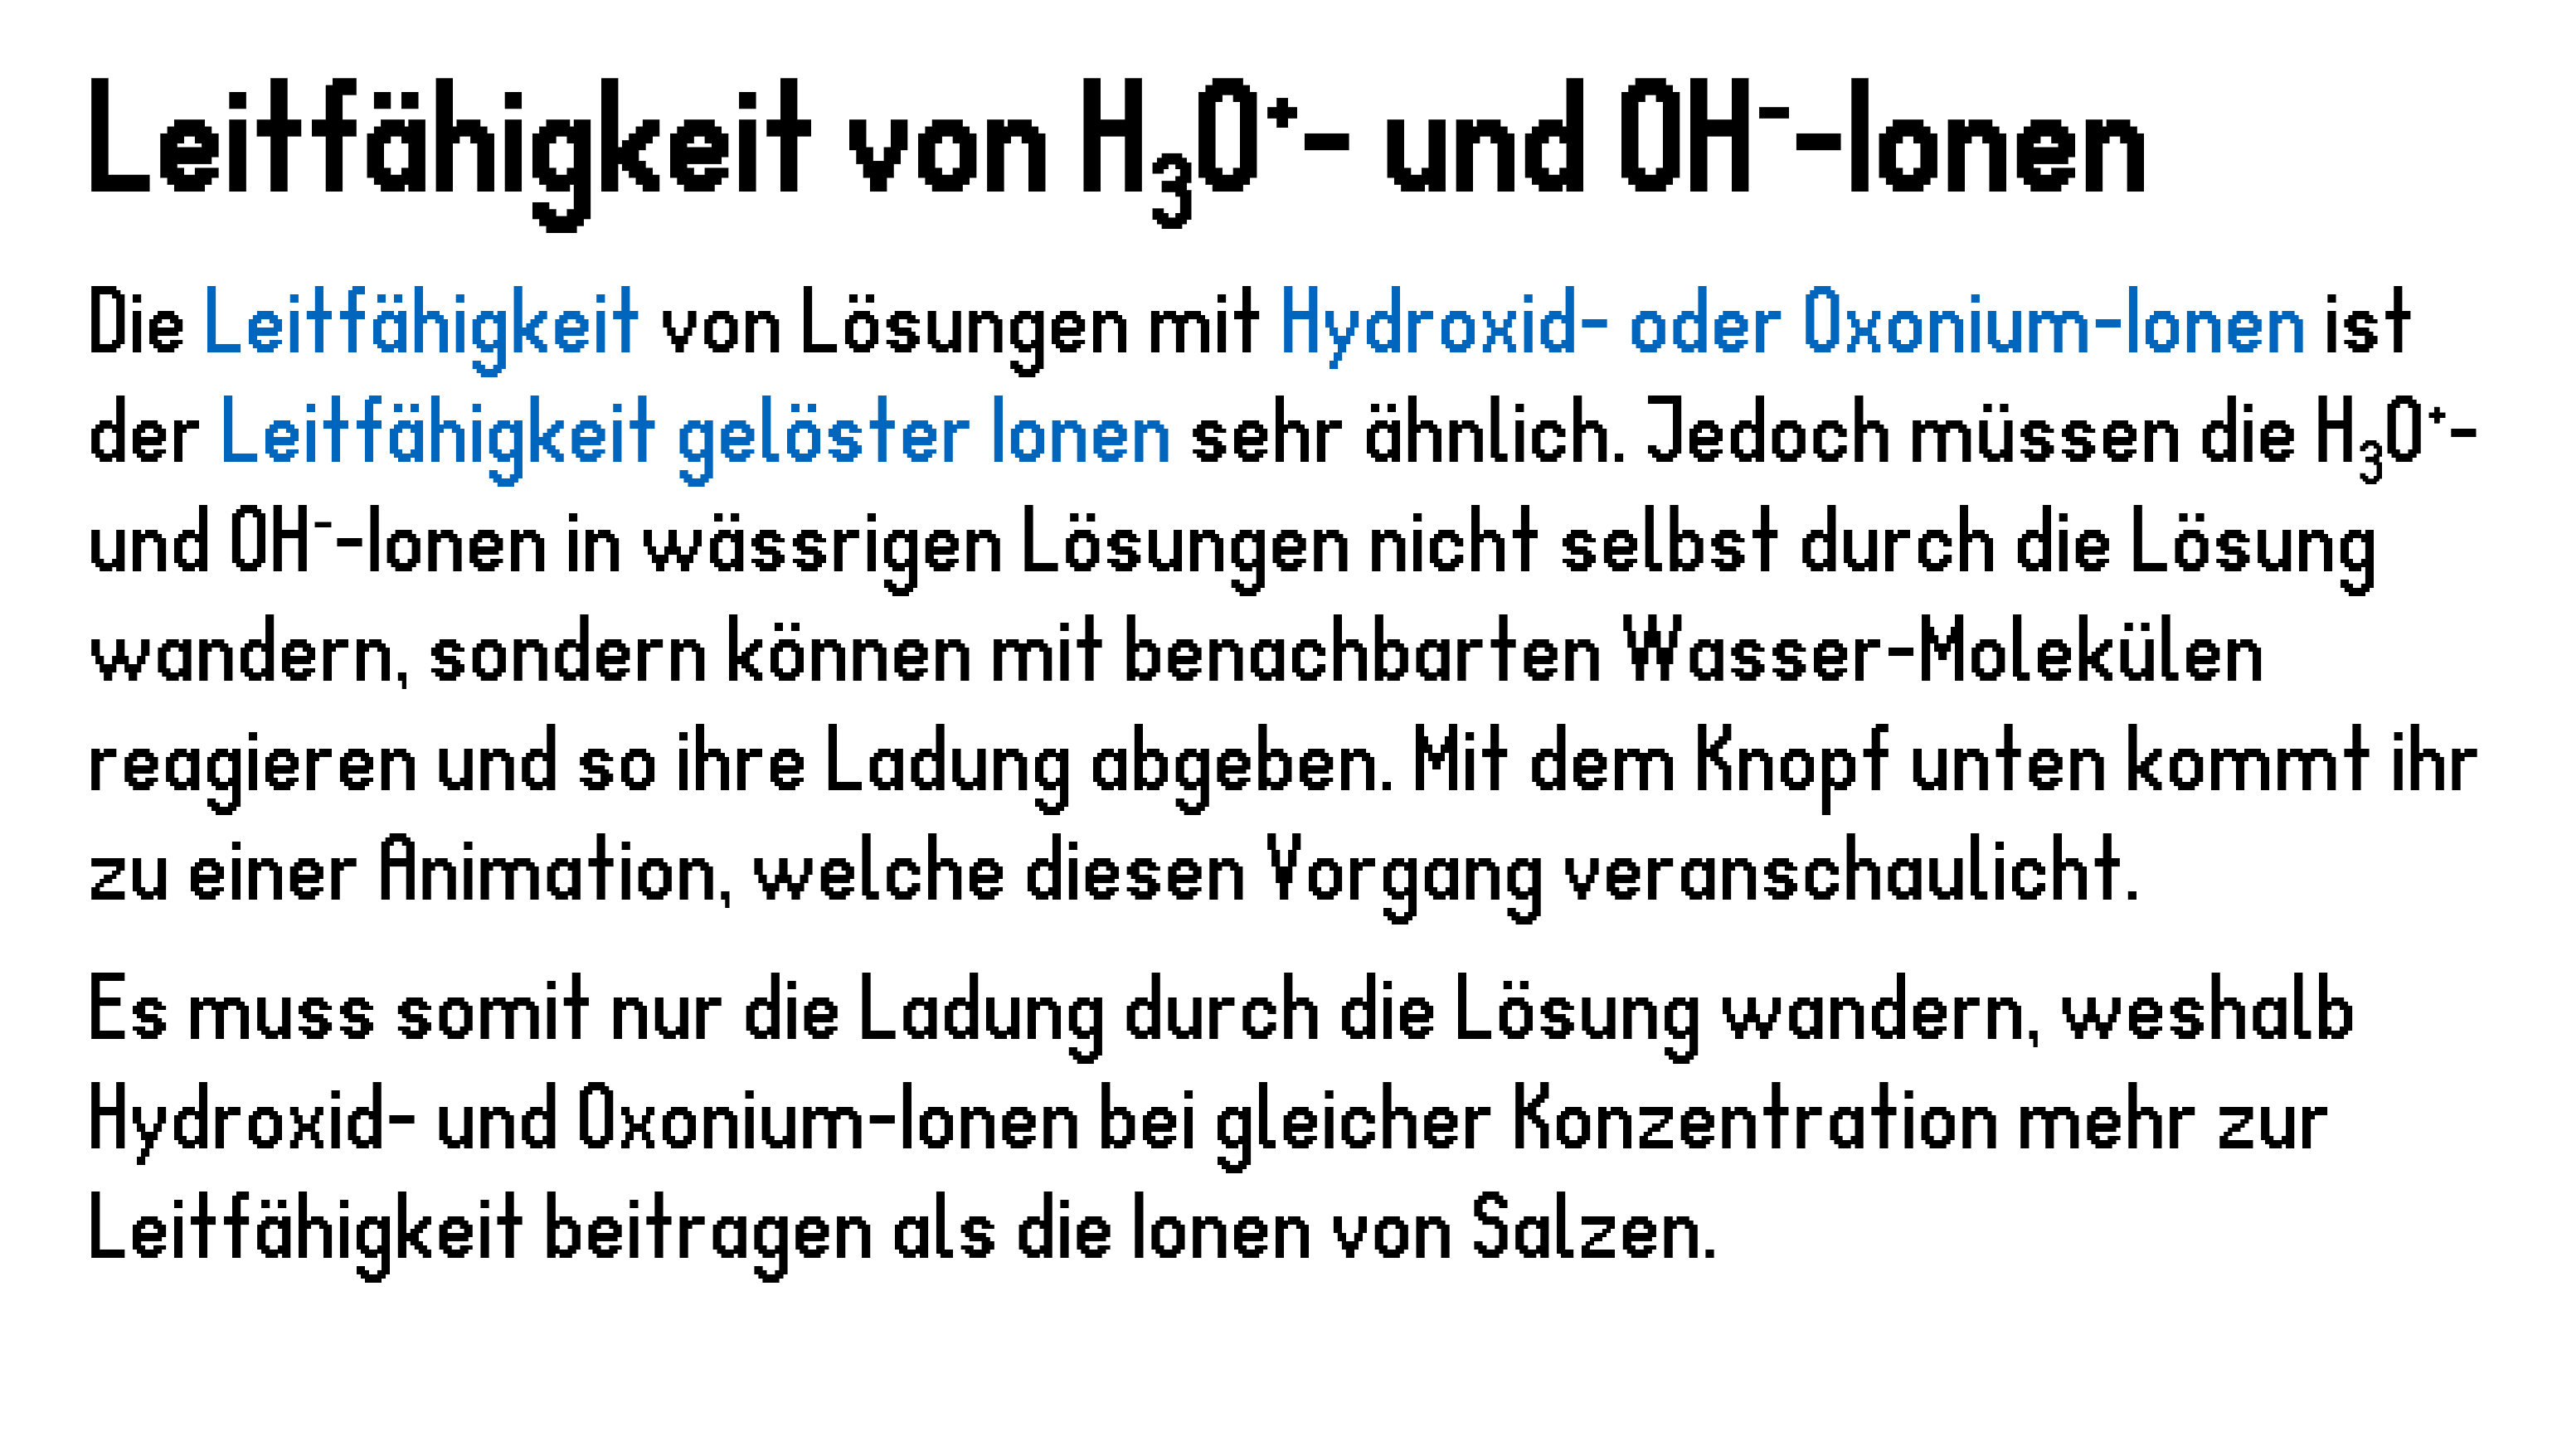 Leitfähigkeit von H₃O⁺- und OH⁻-Ionen
Die Leitfähigkeit von Lösungen mit Hydroxid- oder Oxonium-Ionen ist
der Leitfähigkeit gelöster Ionen sehr ähnlich. Jedoch müssen die H₃O⁺-
und OH⁻-Ionen in wässrigen Lösungen nicht selbst durch die Lösung
wandern, sondern können mit benachbarten Wasser-Molekülen
reagieren und so ihre Ladung abgeben. Mit dem Knopf unten kommt ihr
zu einer Animation, welche diesen Vorgang veranschaulicht.
Es muss somit nur die Ladung durch die Lösung wandern, weshalb
Hydroxid- und Oxonium-Ionen bei gleicher Konzentration mehr zur
Leitfähigkeit beitragen als die Ionen von Salzen.